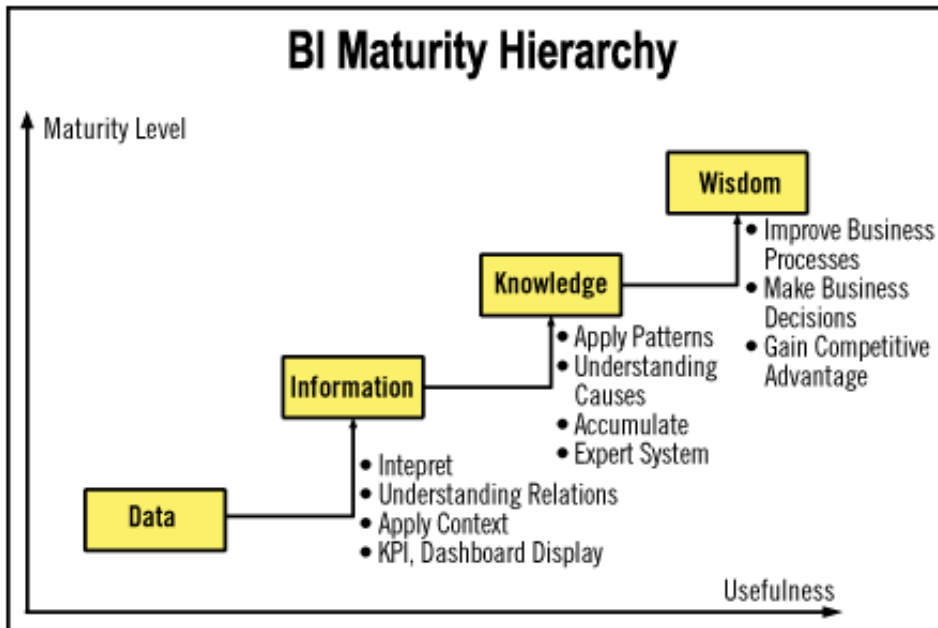 BI Maturity Hierarchy
Maturity Level
Wisdom
• Improve Business
Processes
• Make Business
Decisions
• Gain Competitive
Advantage
Knowledge
• Apply Patterns
• Understanding
Causes
• Accumulate
• Expert System
Information
• Intepret
• Understanding Relations
• Apply Context
• KPI, Dashboard Display
Data
Usefulness